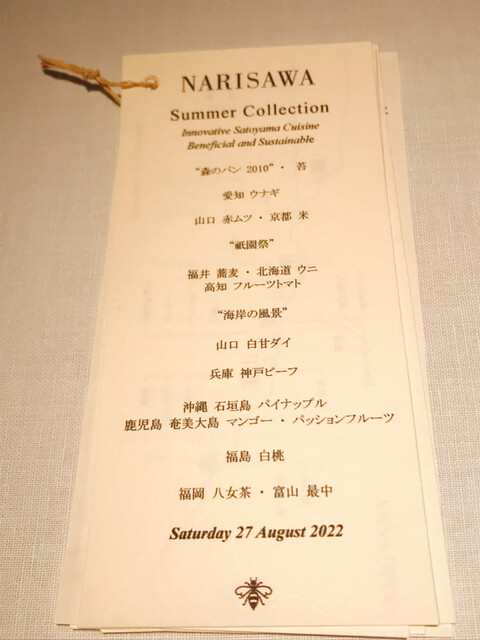 NARISAWA
Summer Collection
Innovative Satoyama Cuisine
Beneficial and Sustainable
“森のパン 2010”・ 苔
愛知 ウナギ
山口 赤ムツ・京都 米
“祇園祭”
福井 蕎麦・北海道 ウニ
高知 フルーツトマト
“海岸の風景”
山口 白甘ダイ
兵庫 神戸ビーフ
沖縄 石垣島 パイナップル
鹿児島 奄美大島 マンゴー・パッションフルーツ
福島 白桃
福岡 八女茶・富山 最中
Saturday 27 August 2022